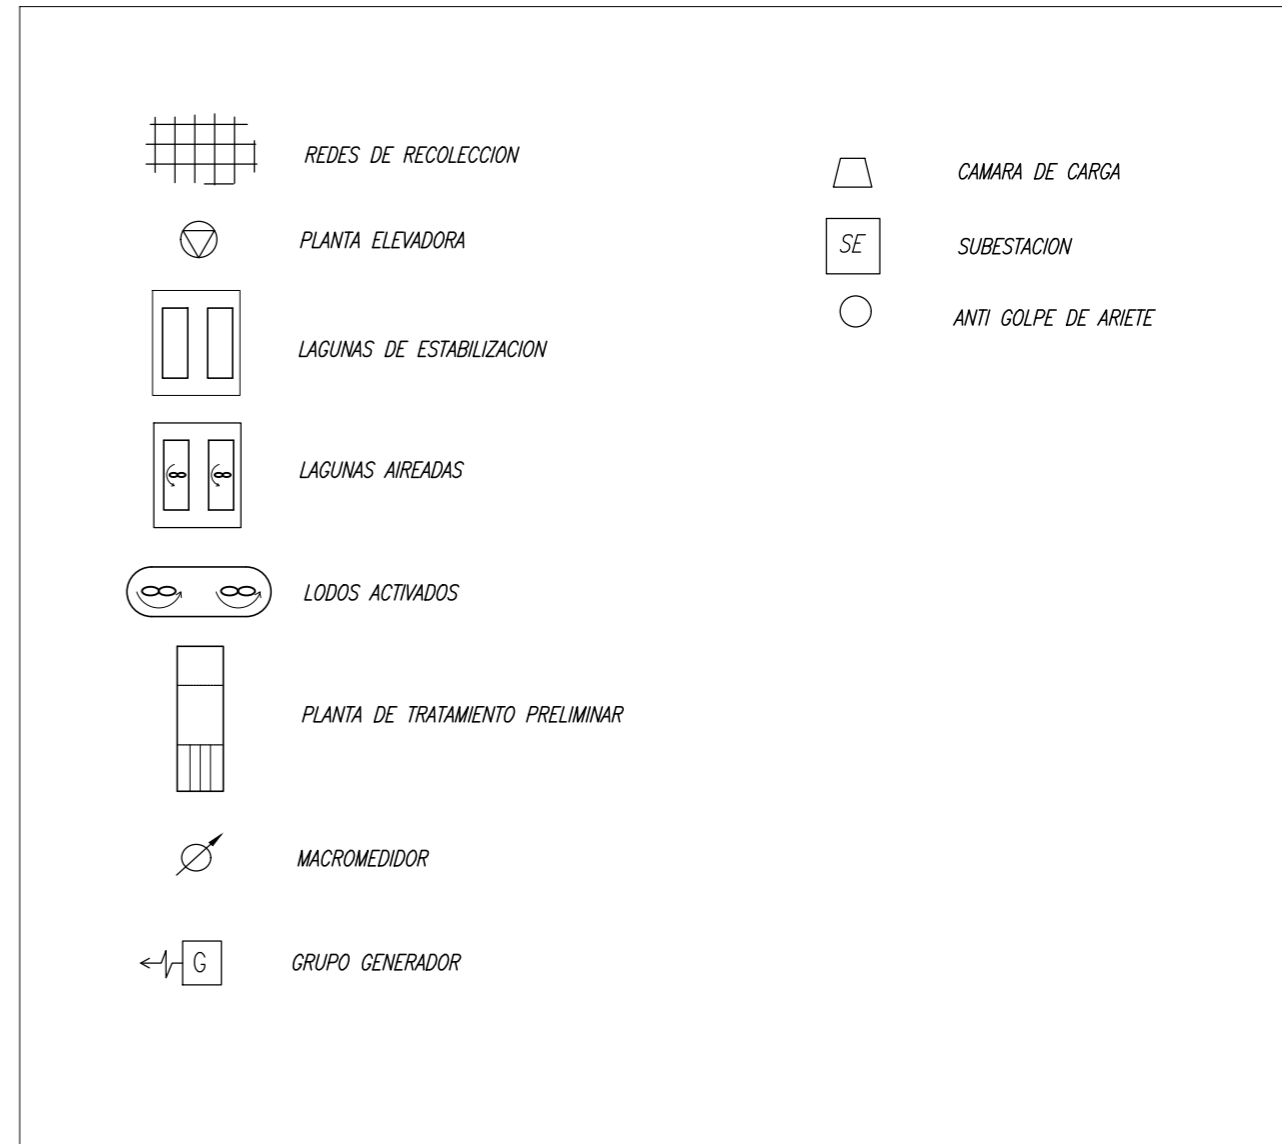 REDES DE RECOLECCION
PLANTA ELEVADORA
LAGUNAS DE ESTABILIZACION
LAGUNAS AIREADAS
LODOS ACTIVADOS
PLANTA DE TRATAMIENTO PRELIMINAR
MACROMEDIDOR
G GRUPO GENERADOR
CAMARA DE CARGA
SE SUBESTACION
ANTI GOLPE DE ARIETE